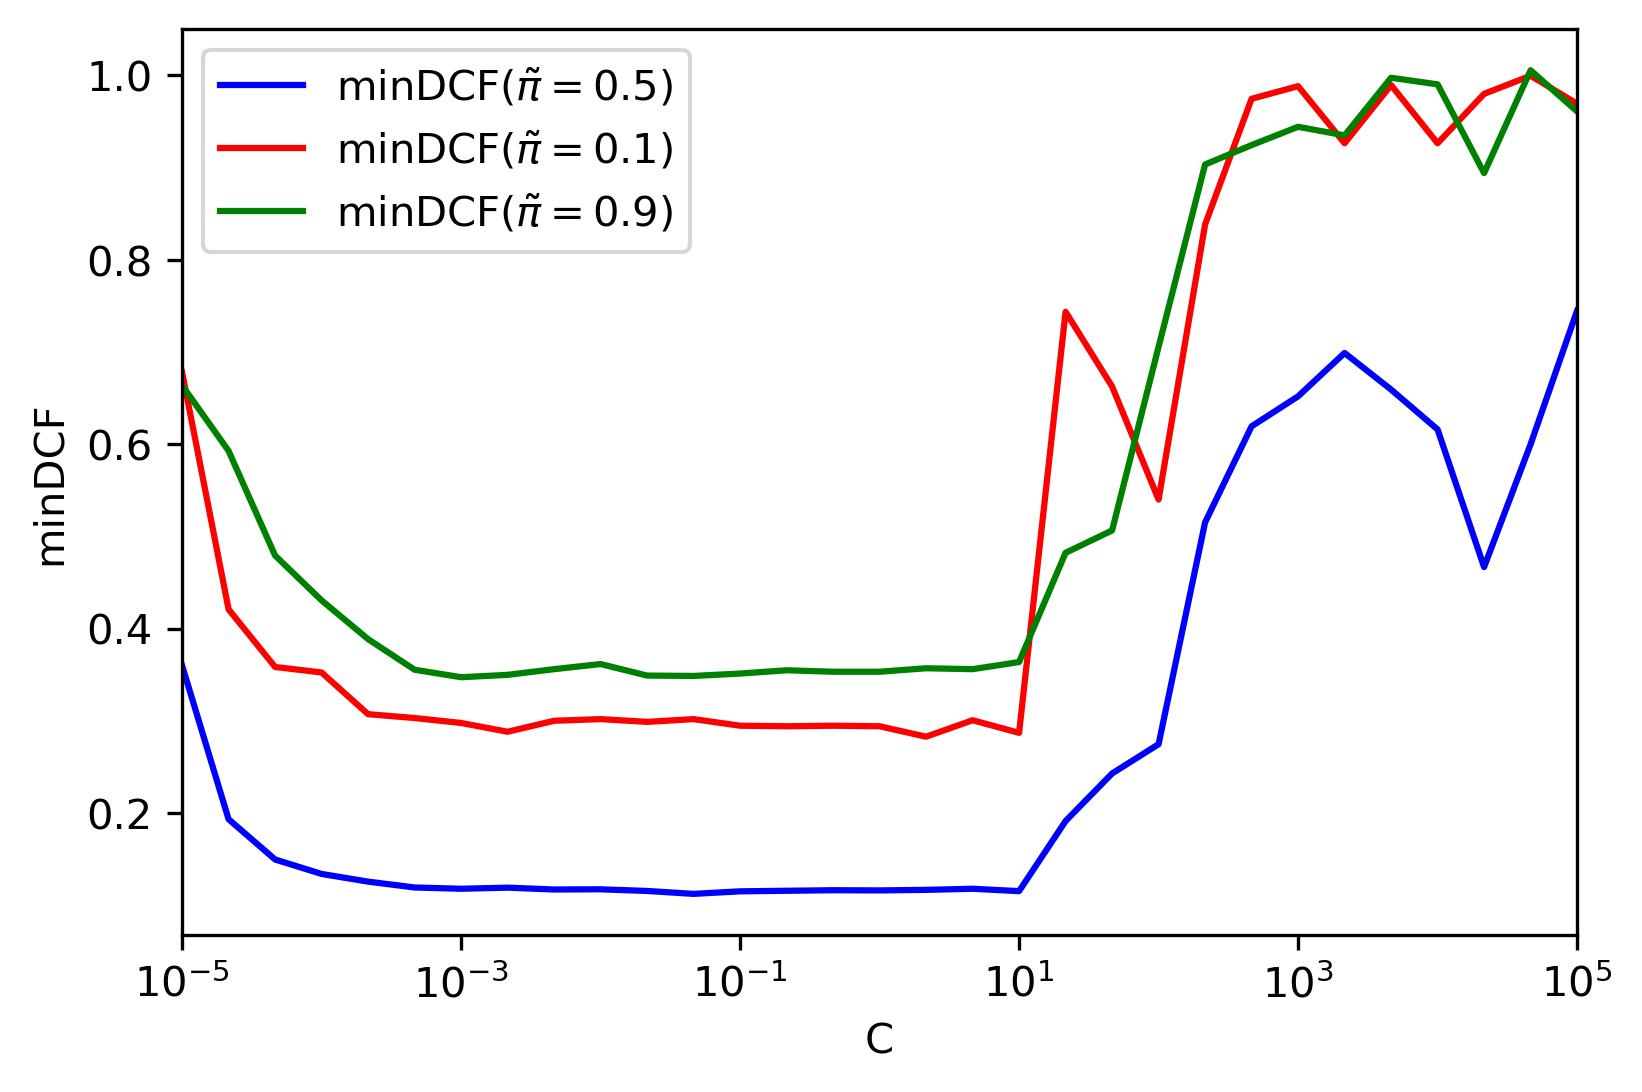 minDCF(π̃ = 0.5)
minDCF(π̃ = 0.1)
minDCF(π̃ = 0.9)
1.0
0.8
0.6
0.4
0.2
minDCF
10⁻⁵ 10⁻³ 10⁻¹ 10¹ 10³ 10⁵
C